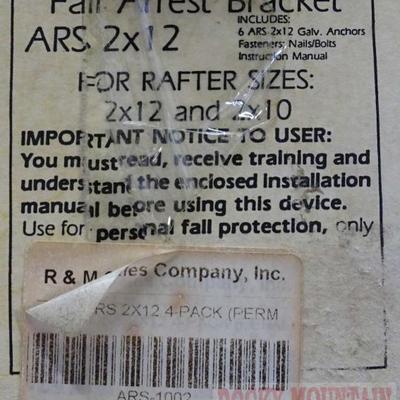 Fall Arrest Bracket
ARS 2x12
INCLUDES:
6 ARS 2x12 Galv. Anchors
Fasteners: Nails/Bolts
Instruction Manual
FOR RAFTER SIZES:
2x12 and 2x10
IMPORTANT NOTICE TO USER:
You must read, receive training and
understand the enclosed installation
manual before using this device.
Use for personal fall protection, only
R & M Company, Inc.
RS 2X12 4-PACK (PERM
ARS-1002
ROCKY MOUNTAIN